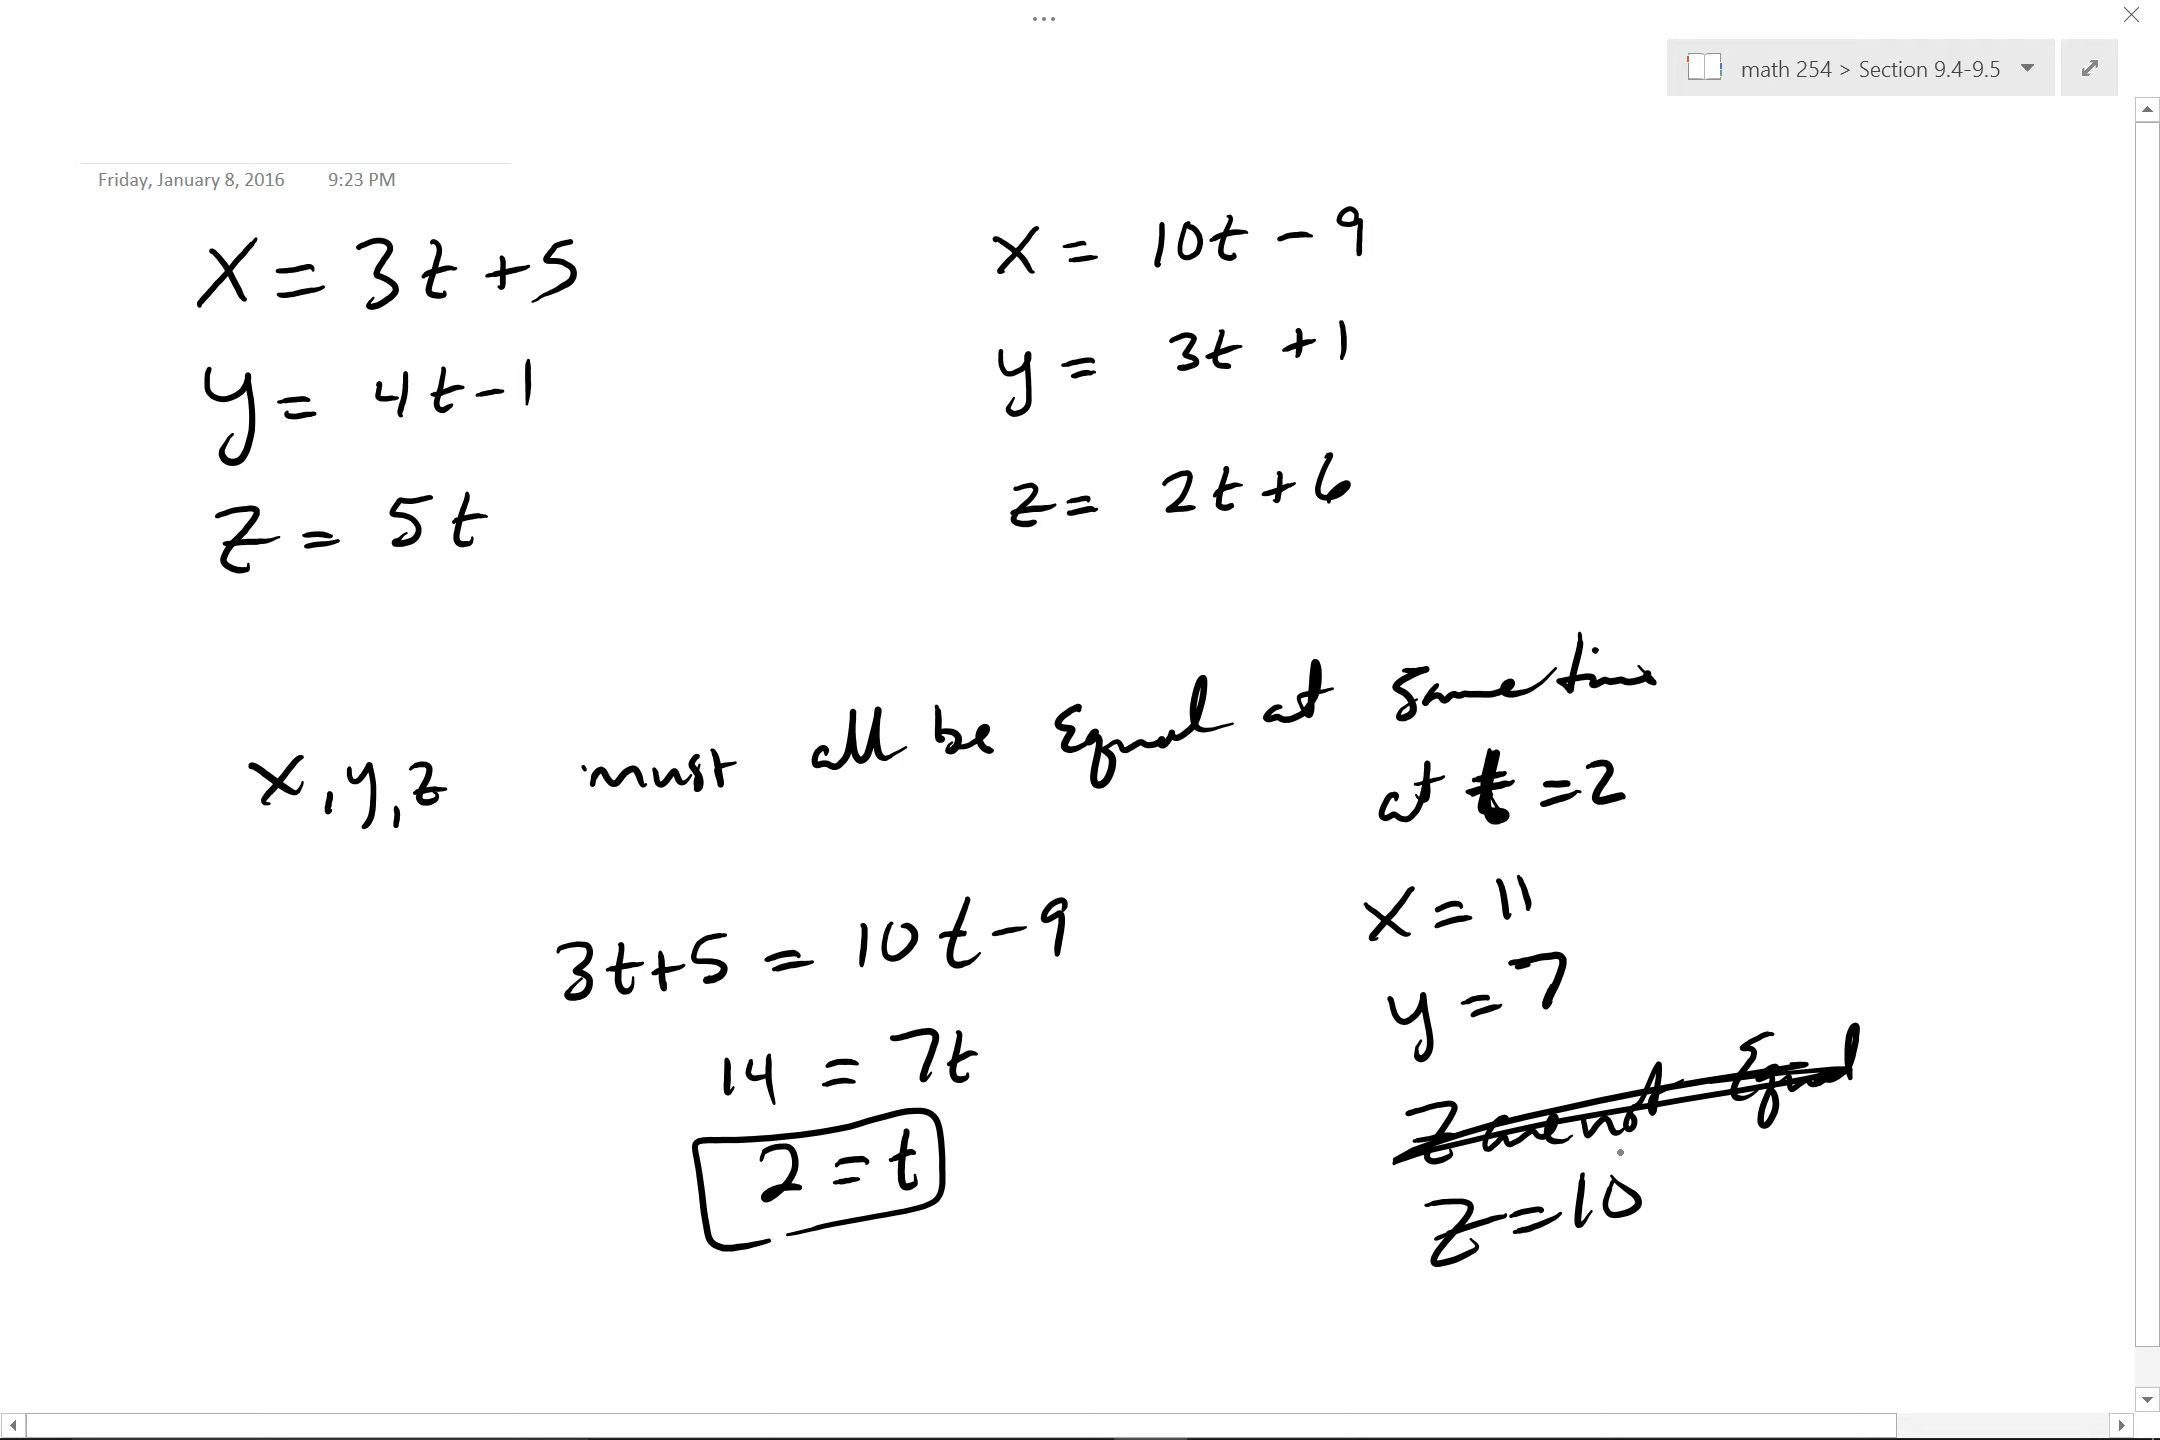 math 254 > Section 9.4-9.5
Friday, January 8, 2016 9:23 PM
x = 3t +5
y = 4t-1
z = 5t
x = 10t - 9
y = 3t +1
z = 2t+6
x,y,z must all be Equal at same time
at t =2
3t+5 = 10t-9
14 = 7t
2 = t
x = 11
y = 7
z are not Equal
z = 10